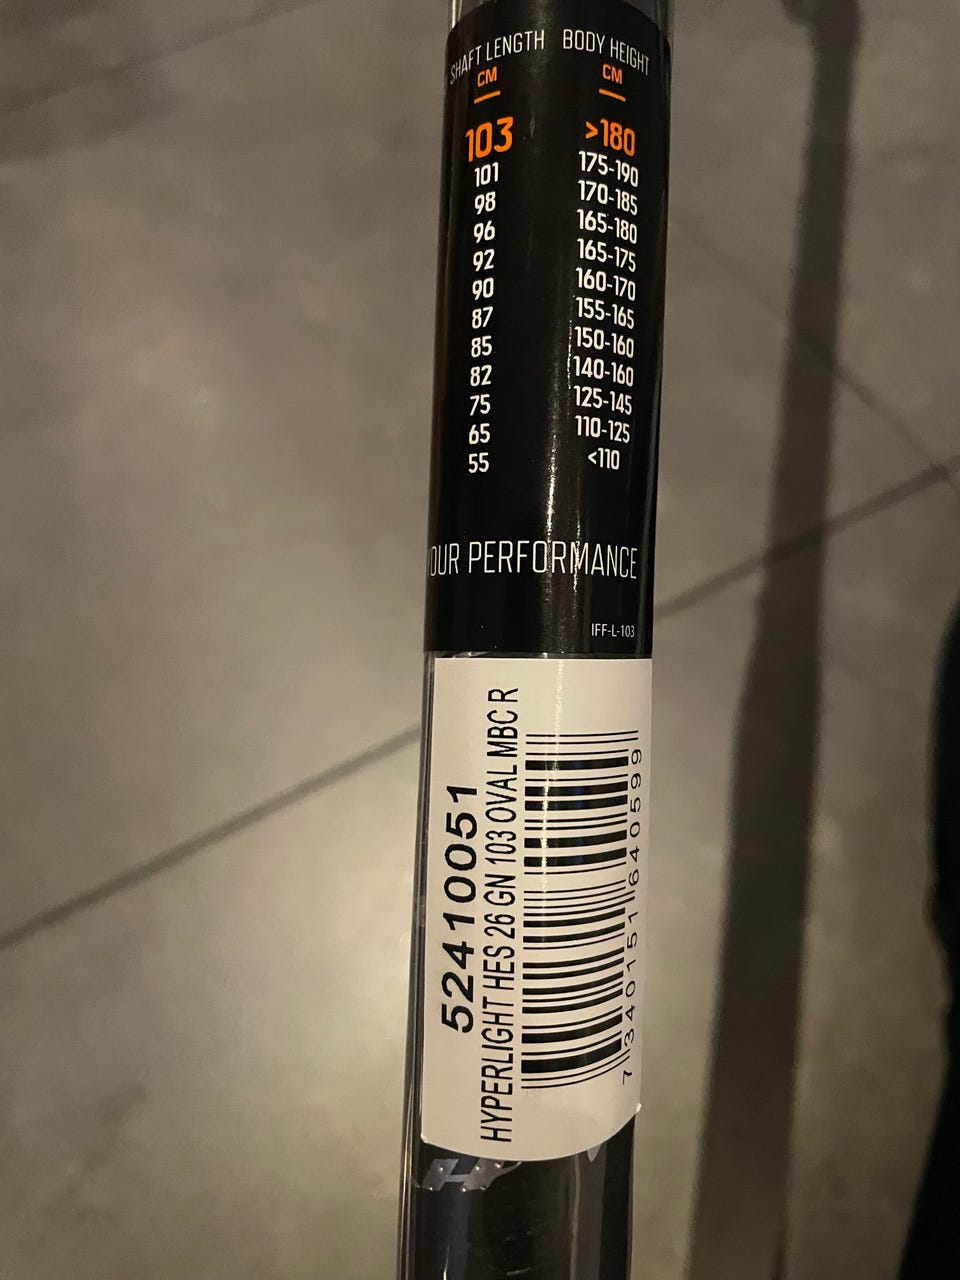 SHAFT LENGTH BODY HEIGHT
CM CM
103 >180
101 175-190
98 170-185
96 165-180
92 165-175
90 160-170
87 155-165
85 150-160
82 140-160
75 125-145
65 110-125
55 <110
YOUR PERFORMANCE
IFF-L-103
52410051
HYPERLIGHT HES 26 GN 103 OVAL MBC R
7 340151 640599